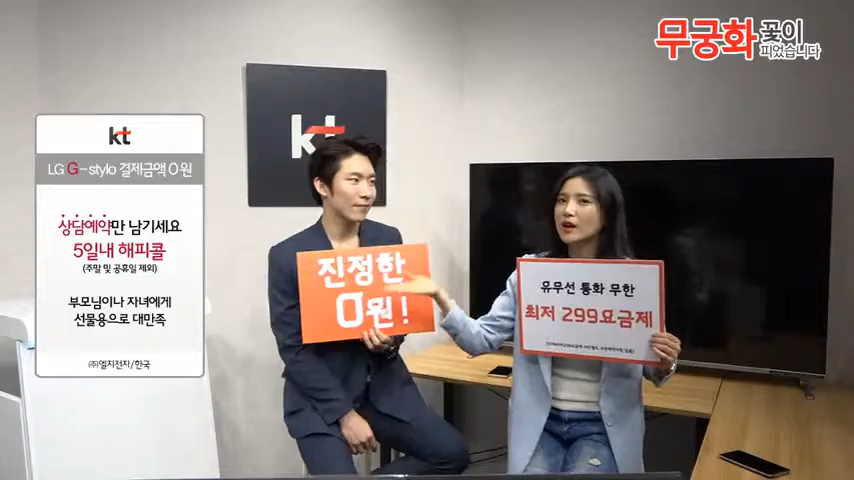 무궁화 꽃이
피었습니다
kt
LG G-stylo 결제금액 0원
상담예약만 남기세요
5일내 해피콜
(주말 및 공휴일 제외)
부모님이나 자녀에게
선물용으로 대만족
㈜엘지전자/한국
kt
진정한
0원!
유무선 통화 무한
최저 299요금제